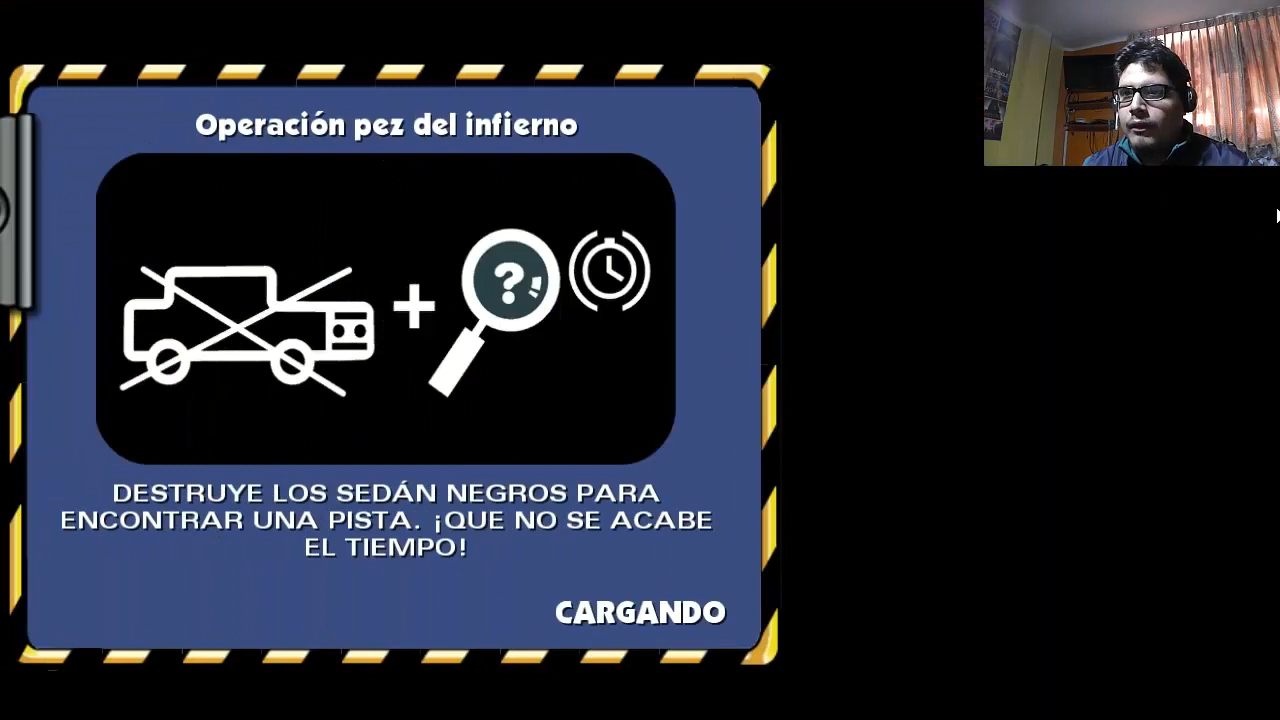 Operación pez del infierno
?
DESTRUYE LOS SEDÁN NEGROS PARA
ENCONTRAR UNA PISTA. ¡QUE NO SE ACABE
EL TIEMPO!
CARGANDO